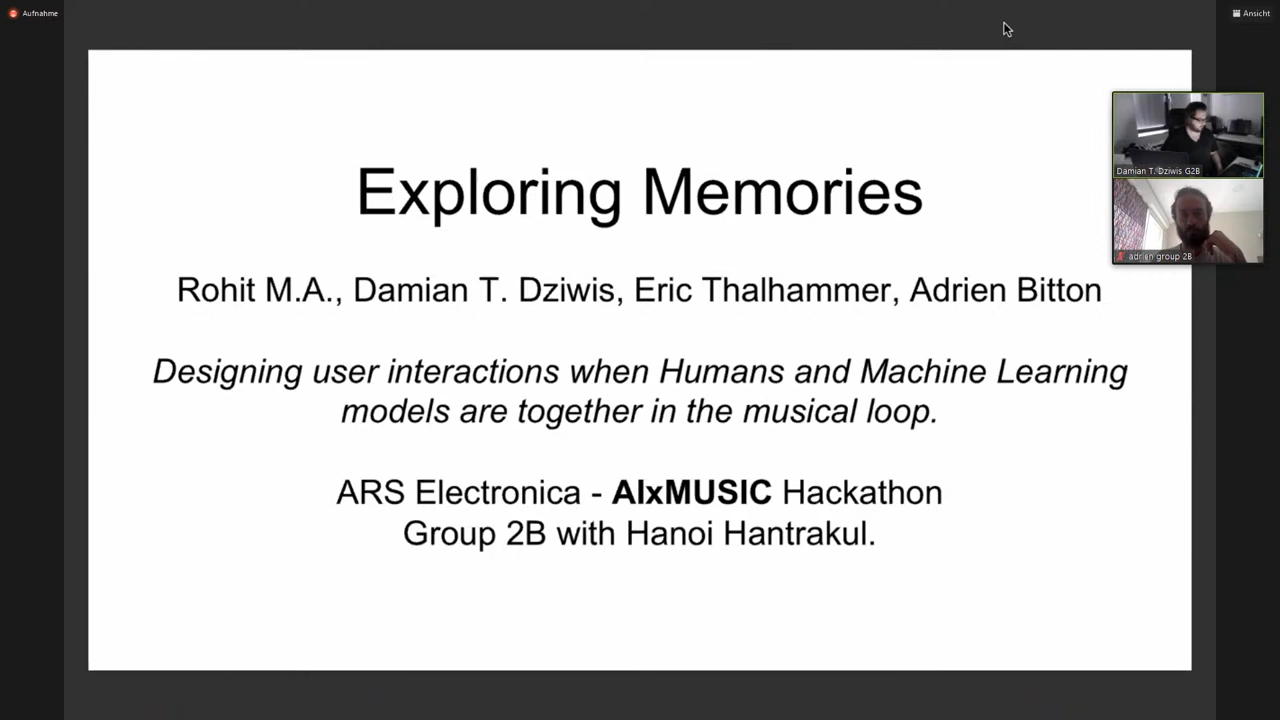 Aufnahme
Ansicht
Exploring Memories
Rohit M.A., Damian T. Dziwis, Eric Thalhammer, Adrien Bitton
Designing user interactions when Humans and Machine Learning
models are together in the musical loop.
ARS Electronica - AIxMUSIC Hackathon
Group 2B with Hanoi Hantrakul.
Damian T. Dziwis G2B
adrien group 2B